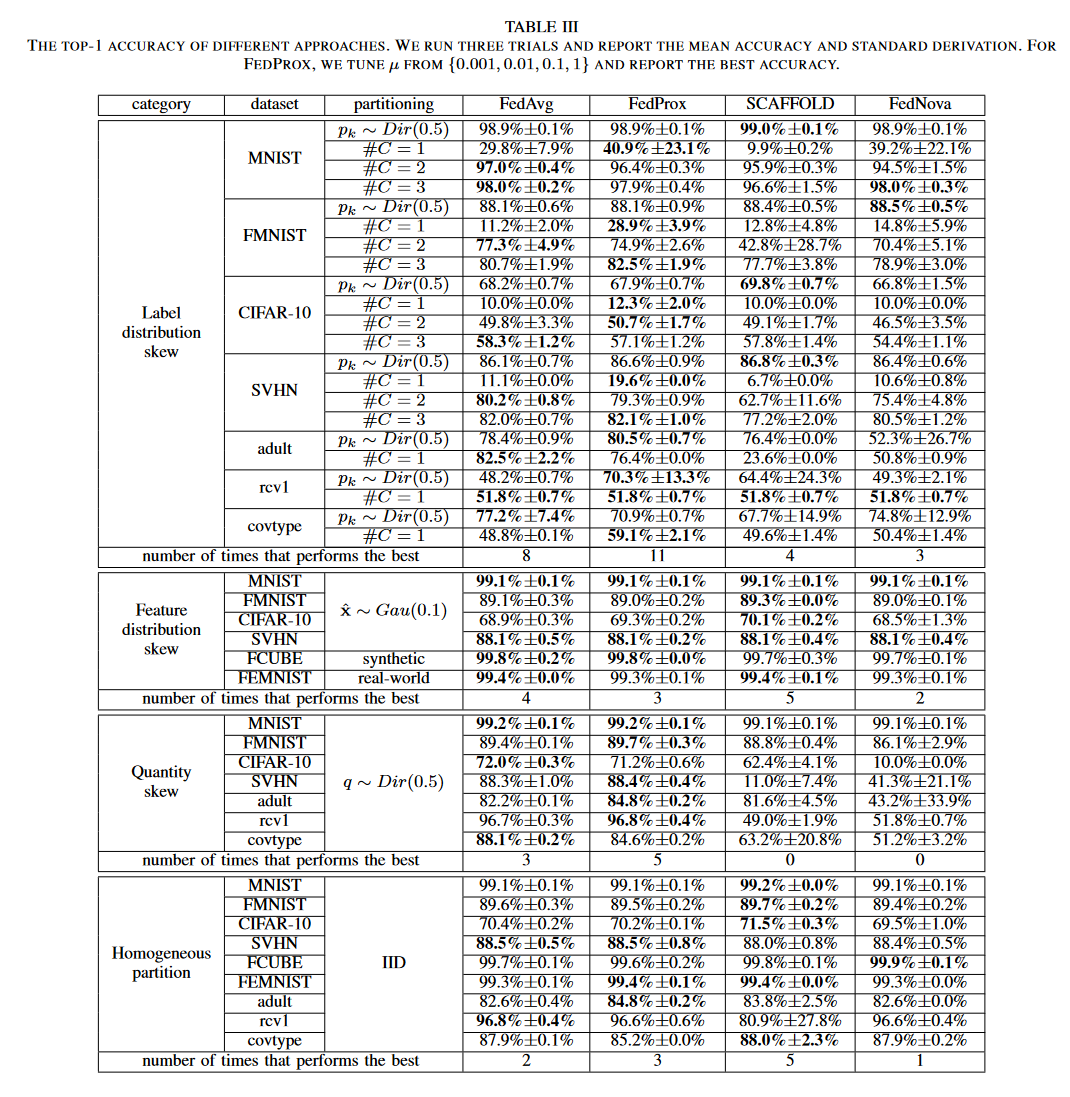 TABLE III
THE TOP-1 ACCURACY OF DIFFERENT APPROACHES. WE RUN THREE TRIALS AND REPORT THE MEAN ACCURACY AND STANDARD DERIVATION. FOR
FEDPROX, WE TUNE μ FROM {0.001, 0.01, 0.1, 1} AND REPORT THE BEST ACCURACY.
category dataset partitioning FedAvg FedProx SCAFFOLD FedNova
Label distribution skew MNIST p_k ∼ Dir(0.5) 98.9%±0.1% 98.9%±0.1% 99.0%±0.1% 98.9%±0.1%
#C = 1 29.8%±7.9% 40.9%±23.1% 9.9%±0.2% 39.2%±22.1%
#C = 2 97.0%±0.4% 96.4%±0.3% 95.9%±0.3% 94.5%±1.5%
#C = 3 98.0%±0.2% 97.9%±0.4% 96.6%±1.5% 98.0%±0.3%
FMNIST p_k ∼ Dir(0.5) 88.1%±0.6% 88.1%±0.9% 88.4%±0.5% 88.5%±0.5%
#C = 1 11.2%±2.0% 28.9%±3.9% 12.8%±4.8% 14.8%±5.9%
#C = 2 77.3%±4.9% 74.9%±2.6% 42.8%±28.7% 70.4%±5.1%
#C = 3 80.7%±1.9% 82.5%±1.9% 77.7%±3.8% 78.9%±3.0%
CIFAR-10 p_k ∼ Dir(0.5) 68.2%±0.7% 67.9%±0.7% 69.8%±0.7% 66.8%±1.5%
#C = 1 10.0%±0.0% 12.3%±2.0% 10.0%±0.0% 10.0%±0.0%
#C = 2 49.8%±3.3% 50.7%±1.7% 49.1%±1.7% 46.5%±3.5%
#C = 3 58.3%±1.2% 57.1%±1.2% 57.8%±1.4% 54.4%±1.1%
SVHN p_k ∼ Dir(0.5) 86.1%±0.7% 86.6%±0.9% 86.8%±0.3% 86.4%±0.6%
#C = 1 11.1%±0.0% 19.6%±0.0% 6.7%±0.0% 10.6%±0.8%
#C = 2 80.2%±0.8% 79.3%±0.9% 62.7%±11.6% 75.4%±4.8%
#C = 3 82.0%±0.7% 82.1%±1.0% 77.2%±2.0% 80.5%±1.2%
adult p_k ∼ Dir(0.5) 78.4%±0.9% 80.5%±0.7% 76.4%±0.0% 52.3%±26.7%
#C = 1 82.5%±2.2% 76.4%±0.0% 23.6%±0.0% 50.8%±0.9%
rcv1 p_k ∼ Dir(0.5) 48.2%±0.7% 70.3%±13.3% 64.4%±24.3% 49.3%±2.1%
#C = 1 51.8%±0.7% 51.8%±0.7% 51.8%±0.7% 51.8%±0.7%
covtype p_k ∼ Dir(0.5) 77.2%±7.4% 70.9%±0.7% 67.7%±14.9% 74.8%±12.9%
#C = 1 48.8%±0.1% 59.1%±2.1% 49.6%±1.4% 50.4%±1.4%
number of times that performs the best 8 11 4 3
Feature distribution skew MNIST x̂ ∼ Gau(0.1) 99.1%±0.1% 99.1%±0.1% 99.1%±0.1% 99.1%±0.1%
FMNIST 89.1%±0.3% 89.0%±0.2% 89.3%±0.0% 89.0%±0.1%
CIFAR-10 68.9%±0.3% 69.3%±0.2% 70.1%±0.2% 68.5%±1.3%
SVHN 88.1%±0.5% 88.1%±0.2% 88.1%±0.4% 88.1%±0.4%
FCUBE synthetic 99.8%±0.2% 99.8%±0.0% 99.7%±0.3% 99.7%±0.1%
FEMNIST real-world 99.4%±0.0% 99.3%±0.1% 99.4%±0.1% 99.3%±0.1%
number of times that performs the best 4 3 5 2
Quantity skew MNIST q ∼ Dir(0.5) 99.2%±0.1% 99.2%±0.1% 99.1%±0.1% 99.1%±0.1%
FMNIST 89.4%±0.1% 89.7%±0.3% 88.8%±0.4% 86.1%±2.9%
CIFAR-10 72.0%±0.3% 71.2%±0.6% 62.4%±4.1% 10.0%±0.0%
SVHN 88.3%±1.0% 88.4%±0.4% 11.0%±7.4% 41.3%±21.1%
adult 82.2%±0.1% 84.8%±0.2% 81.6%±4.5% 43.2%±33.9%
rcv1 96.7%±0.3% 96.8%±0.4% 49.0%±1.9% 51.8%±0.7%
covtype 88.1%±0.2% 84.6%±0.2% 63.2%±20.8% 51.2%±3.2%
number of times that performs the best 3 5 0 0
Homogeneous partition MNIST IID 99.1%±0.1% 99.1%±0.1% 99.2%±0.0% 99.1%±0.1%
FMNIST 89.6%±0.3% 89.5%±0.2% 89.7%±0.2% 89.4%±0.2%
CIFAR-10 70.4%±0.2% 70.2%±0.1% 71.5%±0.3% 69.5%±1.0%
SVHN 88.5%±0.5% 88.5%±0.8% 88.0%±0.8% 88.4%±0.5%
FCUBE 99.7%±0.1% 99.6%±0.2% 99.8%±0.1% 99.9%±0.1%
FEMNIST 99.3%±0.1% 99.4%±0.1% 99.4%±0.0% 99.3%±0.0%
adult 82.6%±0.4% 84.8%±0.2% 83.8%±2.5% 82.6%±0.0%
rcv1 96.8%±0.4% 96.6%±0.6% 80.9%±27.8% 96.6%±0.4%
covtype 87.9%±0.1% 85.2%±0.0% 88.0%±2.3% 87.9%±0.2%
number of times that performs the best 2 3 5 1